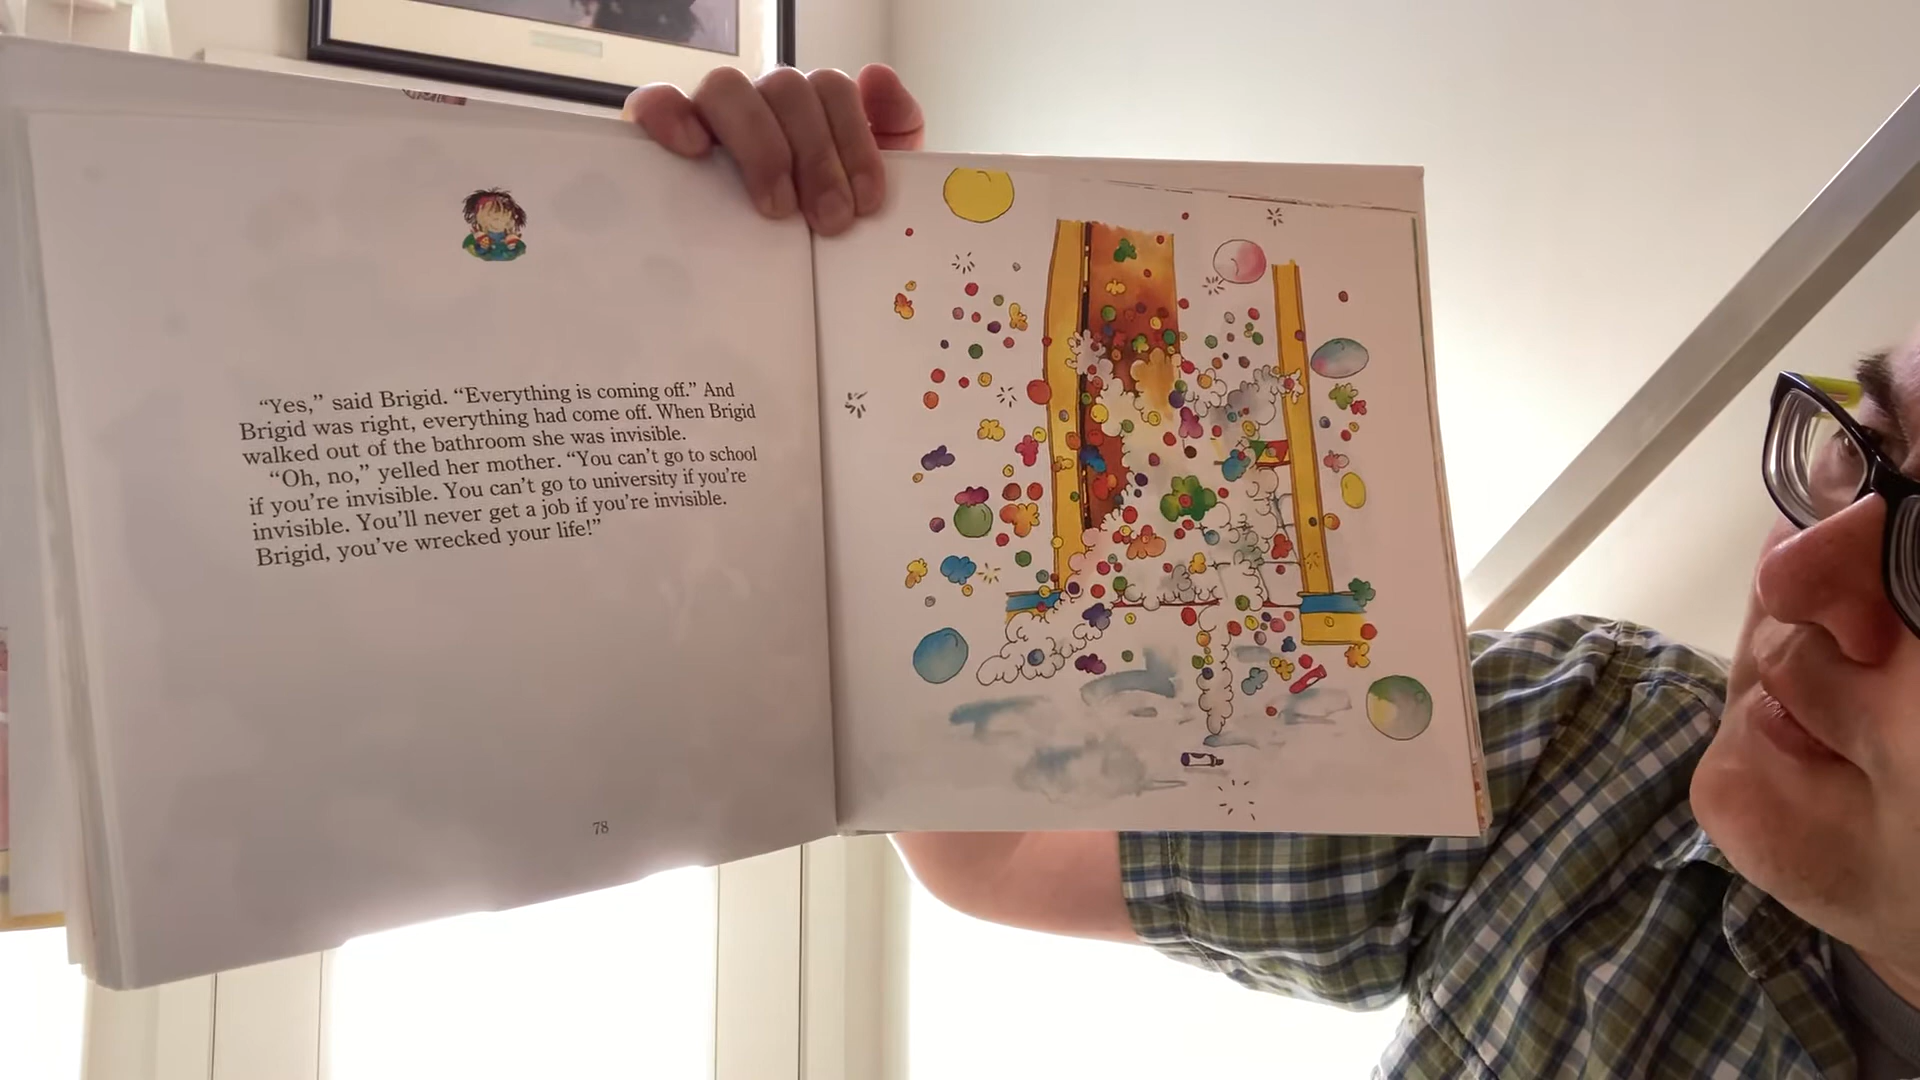 “Yes,” said Brigid. “Everything is coming off.” And
Brigid was right, everything had come off. When Brigid
walked out of the bathroom she was invisible.
“Oh, no,” yelled her mother. “You can’t go to school
if you’re invisible. You can’t go to university if you’re
invisible. You’ll never get a job if you’re invisible.
Brigid, you’ve wrecked your life!”
78